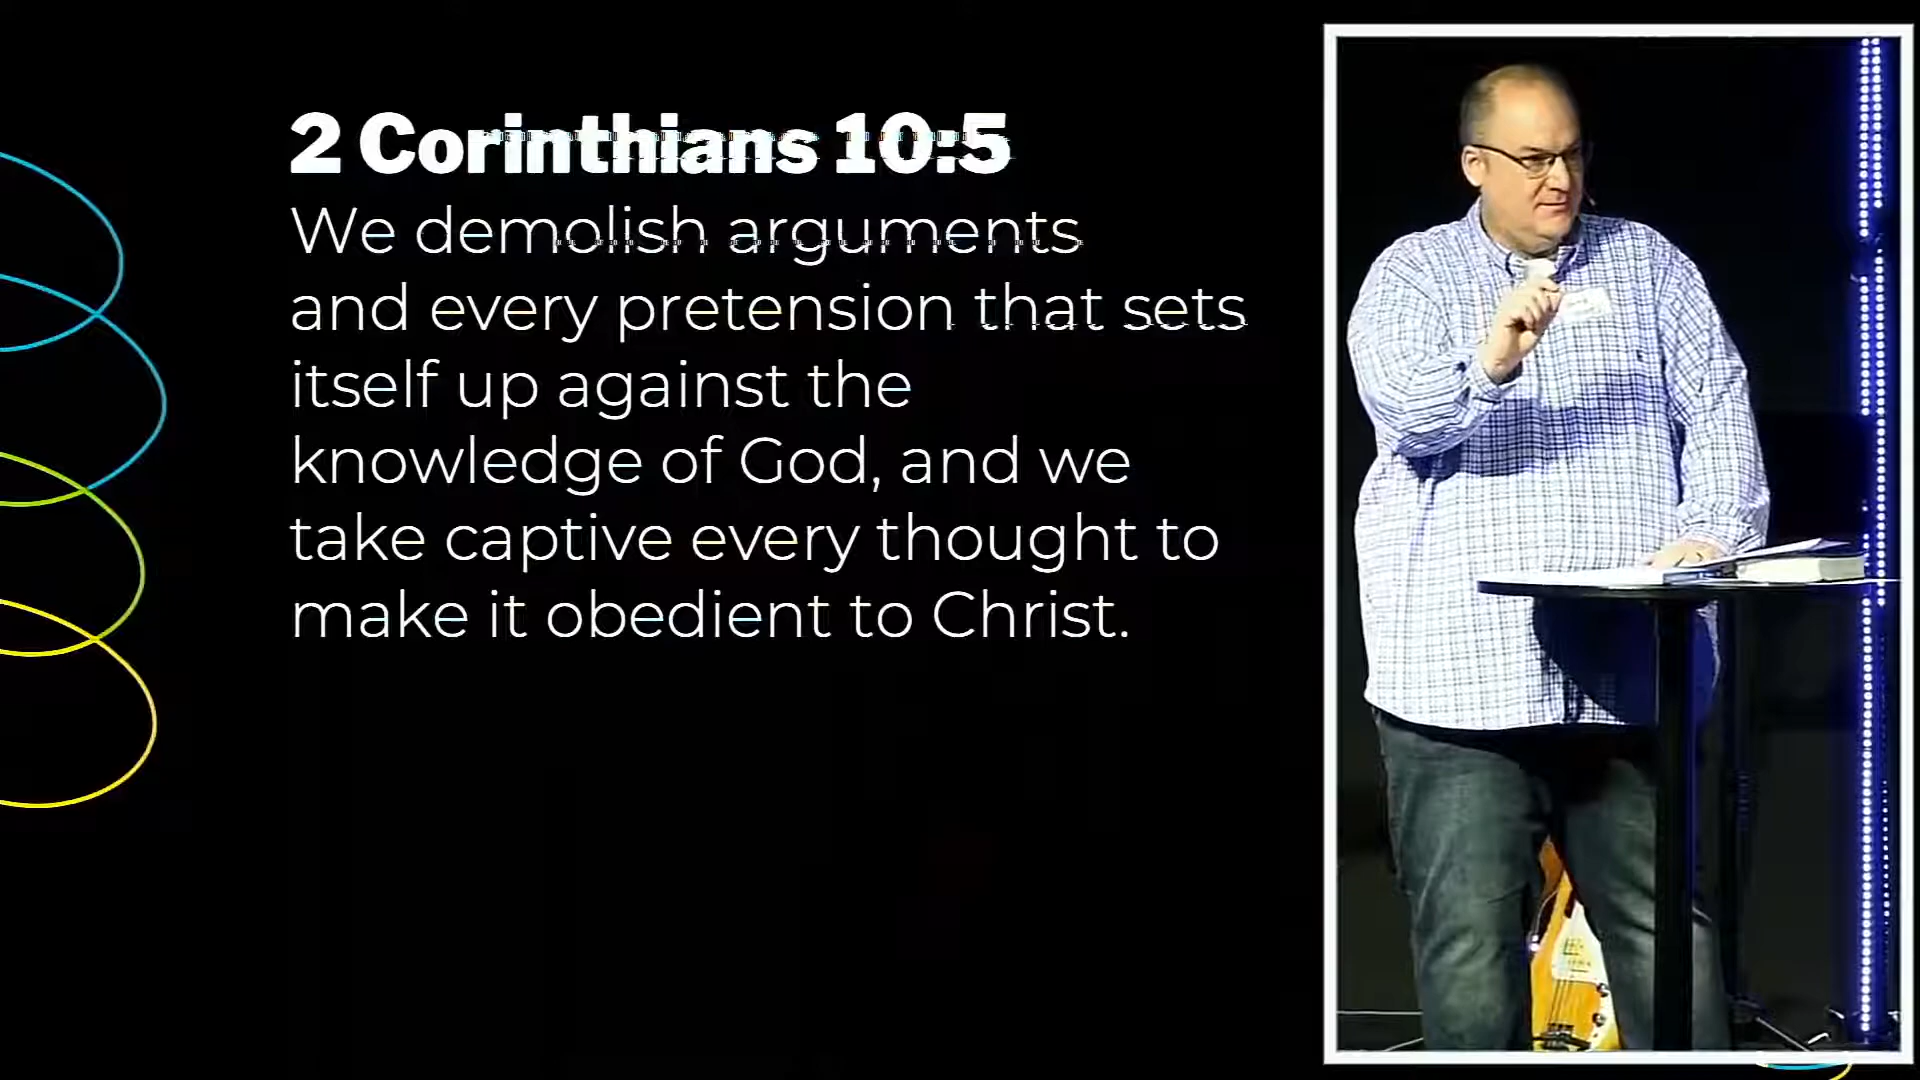 2 Corinthians 10:5
We demolish arguments
and every pretension that sets
itself up against the
knowledge of God, and we
take captive every thought to
make it obedient to Christ.